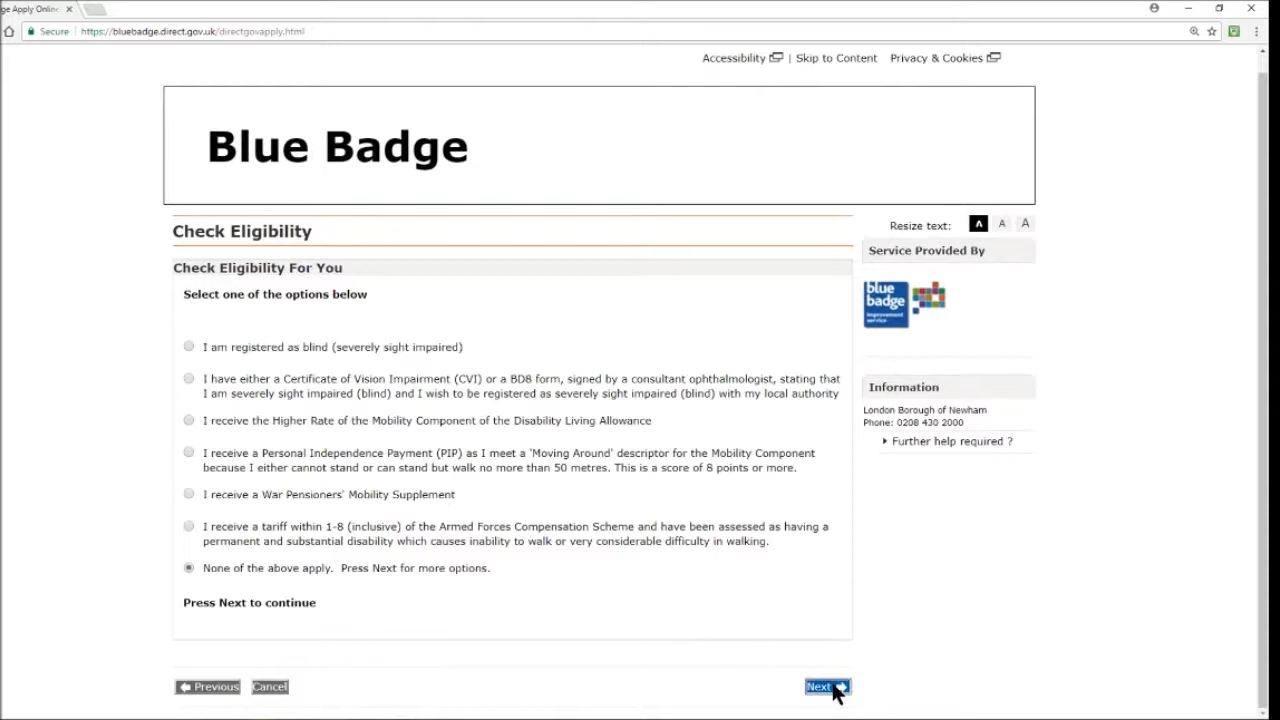 ge Apply Online
Secure
https://bluebadge.direct.gov.uk/directgovapply.html
Accessibility | Skip to Content Privacy & Cookies
Blue Badge
Resize text: A A A
Check Eligibility
Service Provided By
Check Eligibility For You
Select one of the options below
blue
badge
improvement
service
I am registered as blind (severely sight impaired)
I have either a Certificate of Vision Impairment (CVI) or a BD8 form, signed by a consultant ophthalmologist, stating that
I am severely sight impaired (blind) and I wish to be registered as severely sight impaired (blind) with my local authority
I receive the Higher Rate of the Mobility Component of the Disability Living Allowance
I receive a Personal Independence Payment (PIP) as I meet a 'Moving Around' descriptor for the Mobility Component
because I either cannot stand or can stand but walk no more than 50 metres. This is a score of 8 points or more.
I receive a War Pensioners' Mobility Supplement
I receive a tariff within 1-8 (inclusive) of the Armed Forces Compensation Scheme and have been assessed as having a
permanent and substantial disability which causes inability to walk or very considerable difficulty in walking.
None of the above apply. Press Next for more options.
Press Next to continue
Information
London Borough of Newham
Phone: 0208 430 2000
Further help required ?
Previous
Cancel
Next